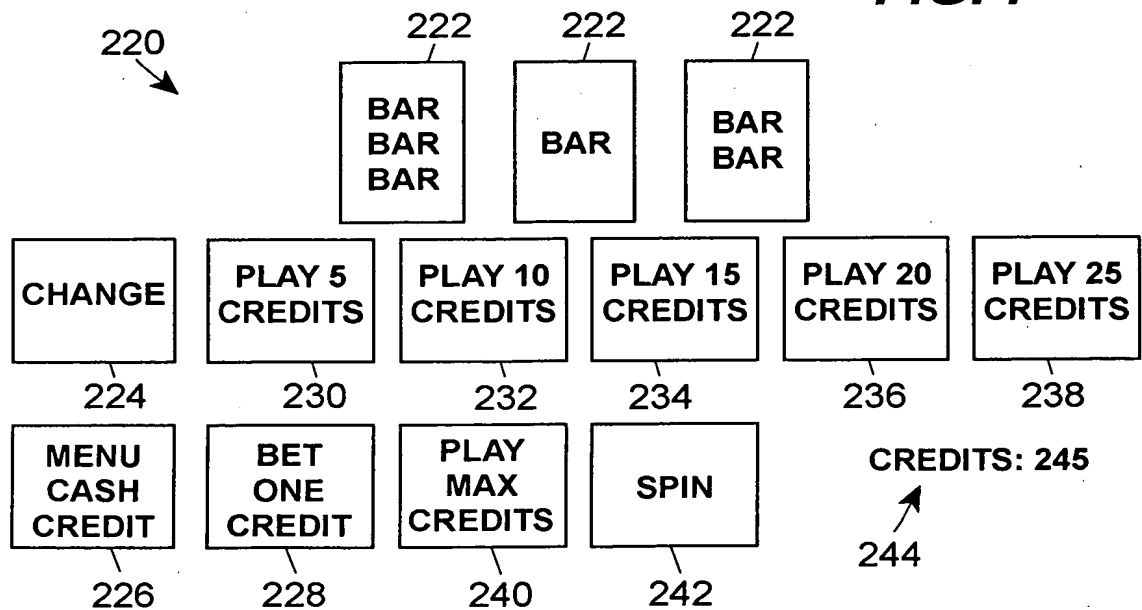 222 222 222
220
BAR
BAR
BAR
BAR
BAR
BAR
CHANGE
PLAY 5
CREDITS
PLAY 10
CREDITS
PLAY 15
CREDITS
PLAY 20
CREDITS
PLAY 25
CREDITS
224 230 232 234 236 238
MENU
CASH
CREDIT
BET
ONE
CREDIT
PLAY
MAX
CREDITS
SPIN
CREDITS: 245
244
226 228 240 242